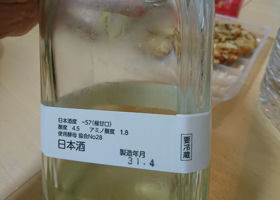 日本酒度 -57(極甘口)
酸度 4.5 アミノ酸度 1.8
使用酵母 協会No28
日本酒
製造年月
31.4
要冷蔵